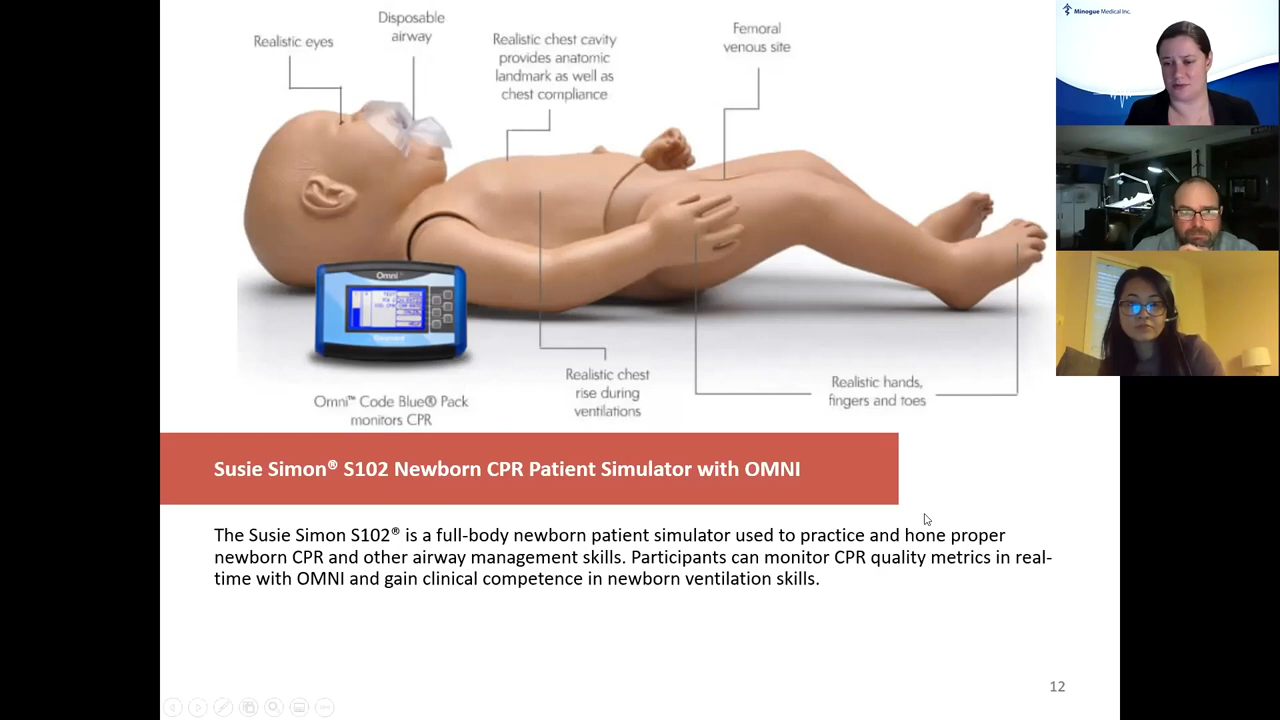 Minogue Medical Inc.
Disposable
airway
Realistic eyes
Realistic chest cavity
provides anatomic
landmark as well as
chest compliance
Femoral
venous site
Omni™
Realistic chest
rise during
ventilations
Realistic hands,
fingers and toes
Omni™ Code Blue® Pack
monitors CPR
Susie Simon® S102 Newborn CPR Patient Simulator with OMNI
The Susie Simon S102® is a full-body newborn patient simulator used to practice and hone proper
newborn CPR and other airway management skills. Participants can monitor CPR quality metrics in real-
time with OMNI and gain clinical competence in newborn ventilation skills.
12